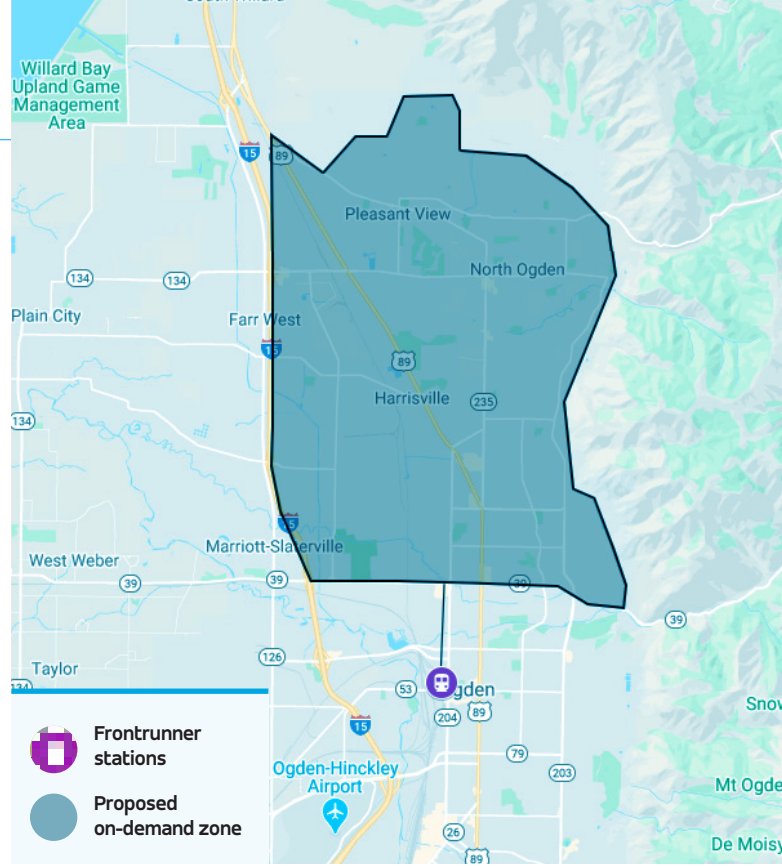 Willard Bay
Upland Game
Management
Area
15
89
Pleasant View
North Ogden
134
134
Plain City
Farr West
15
89
Harrisville
235
134
15
Marriott-Slaterville
West Weber
39
39
39
39
126
Taylor
53
Ogden
204
89
15
79
203
Ogden-Hinckley
Airport
26
89
Mt Ogde
De Moisy
Snow
Frontrunner
stations
Proposed
on-demand zone